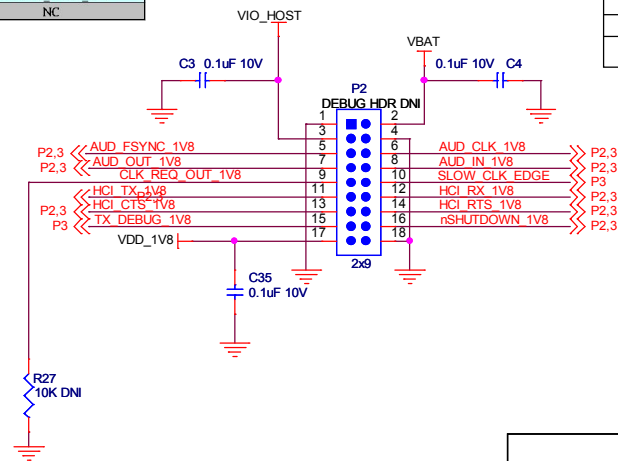 NC
VIO_HOST
VBAT
C3 0.1uF 10V
0.1uF 10V C4
P2
DEBUG HDR DNI
1 2
3 4
P2,3 AUD_FSYNC_1V8 5 6 AUD_CLK_1V8 P2,3
P2,3 AUD_OUT_1V8 7 8 AUD_IN_1V8 P2,3
CLK_REQ_OUT_1V8 9 10 SLOW_CLK_EDGE P3
HCI_TX_1V8 P2,3 11 12 HCI_RX_1V8 P2,3
P2,3 HCI_CTS_1V8 13 14 HCI_RTS_1V8 P2,3
P3 TX_DEBUG_1V8 15 16 nSHUTDOWN_1V8 P2,3
VDD_1V8 17 18
2x9
C35
0.1uF 10V
R27
10K DNI